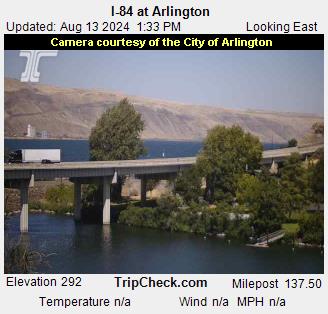 I-84 at Arlington
Updated: Aug 13 2024 1:33 PM Looking East
Camera courtesy of the City of Arlington
Elevation 292 TripCheck.com Milepost 137.50
Temperature n/a Wind n/a MPH n/a